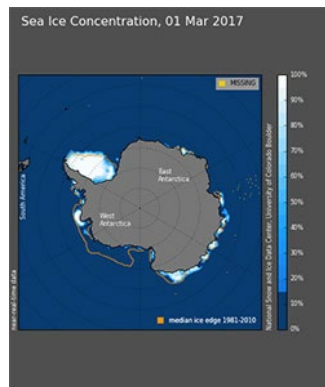 Sea Ice Concentration, 01 Mar 2017
MISSING
100%
90%
80%
70%
60%
50%
40%
30%
20%
10%
0%
East
Antarctica
West
Antarctica
South America
near-real-time data
median ice edge 1981-2010
National Snow and Ice Data Center, University of Colorado Boulder